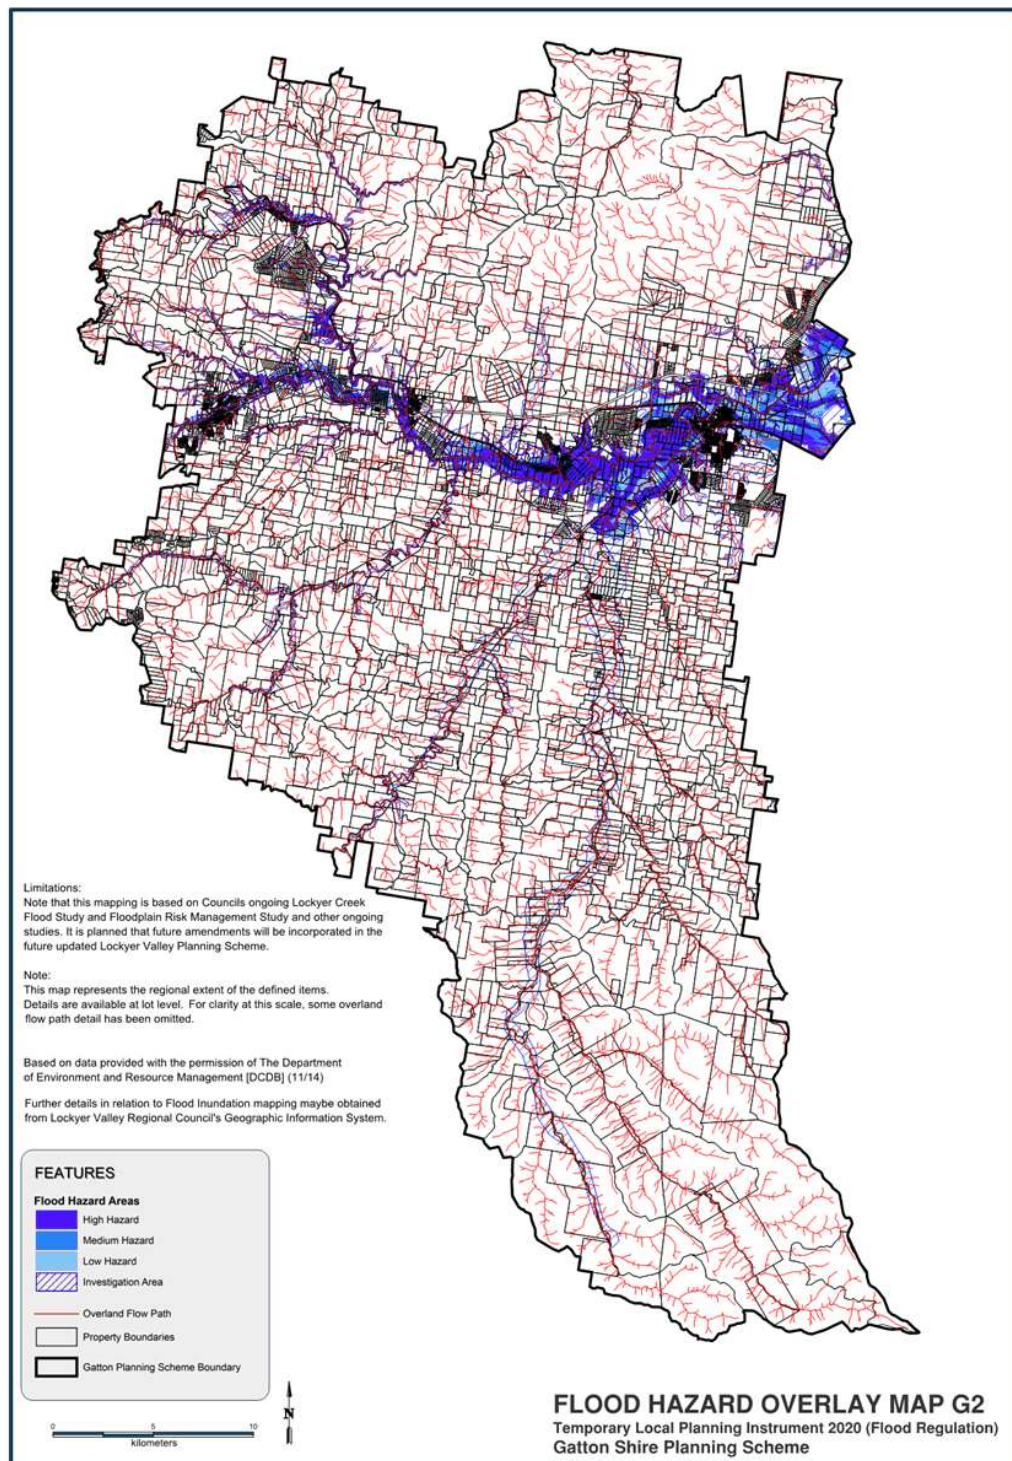 Limitations:
Note that this mapping is based on Councils ongoing Lockyer Creek
Flood Study and Floodplain Risk Management Study and other ongoing
studies. It is planned that future amendments will be incorporated in the
future updated Lockyer Valley Planning Scheme.
Note:
This map represents the regional extent of the defined items.
Details are available at lot level. For clarity at this scale, some overland
flow path detail has been omitted.
Based on data provided with the permission of The Department
of Environment and Resource Management [DCDB] (11/14)
Further details in relation to Flood Inundation mapping maybe obtained
from Lockyer Valley Regional Council's Geographic Information System.
FEATURES
Flood Hazard Areas
High Hazard
Medium Hazard
Low Hazard
Investigation Area
Overland Flow Path
Property Boundaries
Gatton Planning Scheme Boundary
0 5 10
kilometers
N
FLOOD HAZARD OVERLAY MAP G2
Temporary Local Planning Instrument 2020 (Flood Regulation)
Gatton Shire Planning Scheme